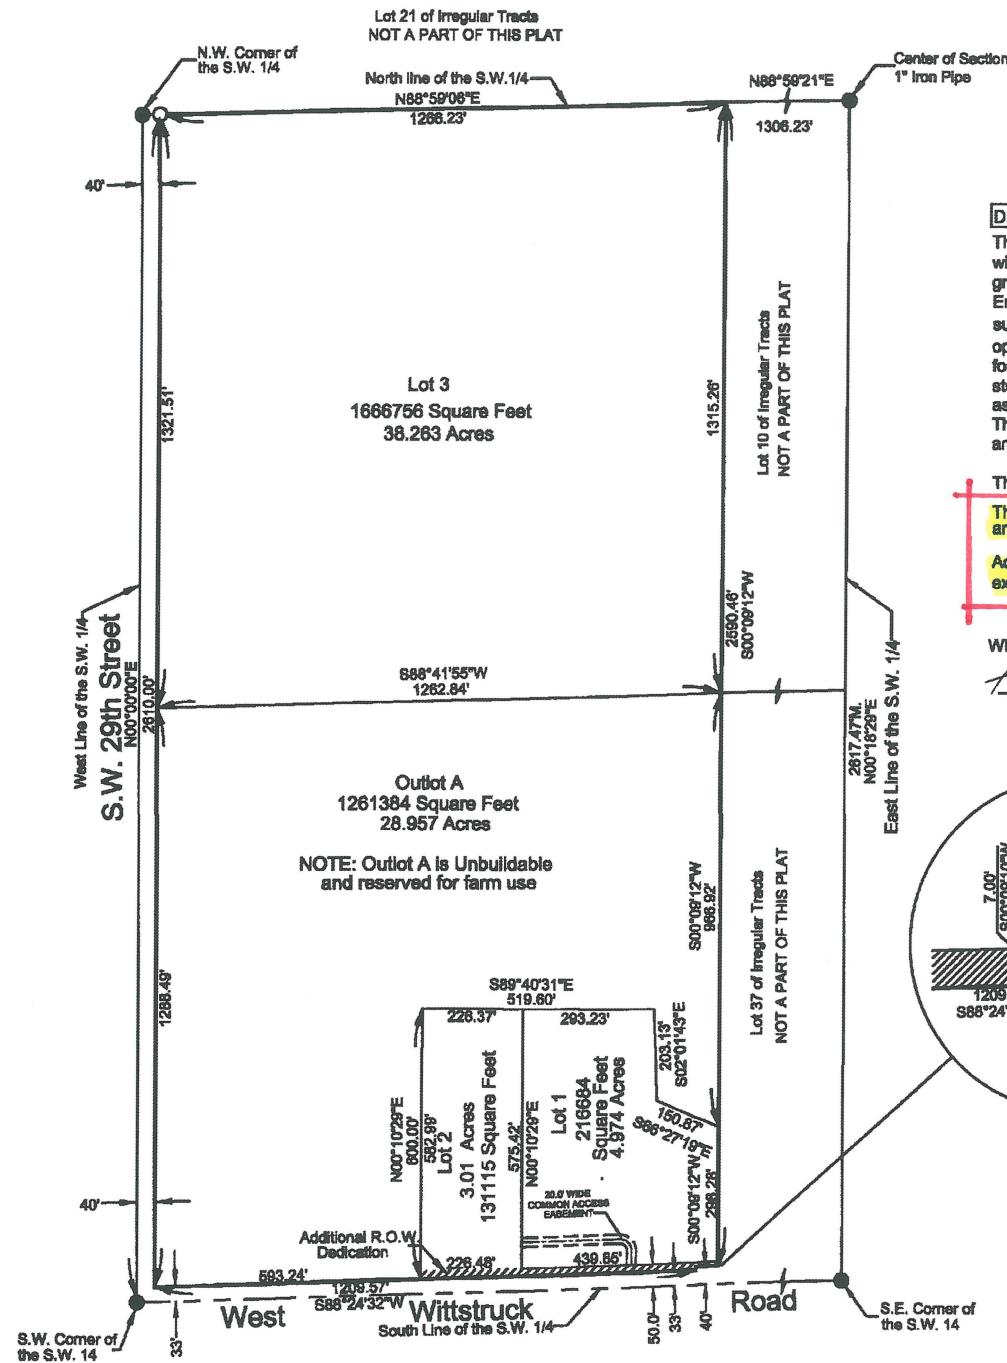 Lot 21 of Irregular Tracts
NOT A PART OF THIS PLAT
N.W. Corner of
the S.W. 1/4
North line of the S.W.1/4
N88°59'06"E
1266.23'
N88°59'21"E
1306.23'
Center of Section
1" Iron Pipe
40'
1321.51'
Lot 3
1666756 Square Feet
38.263 Acres
1315.26'
Lot 10 of Irregular Tracts
NOT A PART OF THIS PLAT
2590.46'
S00°09'12"W
West Line of the S.W. 1/4
S.W. 29th Street
N00°00'00"E
2610.00'
S88°41'55"W
1262.84'
2617.47'M.
N00°18'29"E
East Line of the S.W. 1/4
Outlot A
1261384 Square Feet
28.957 Acres
NOTE: Outlot A is Unbuildable
and reserved for farm use
S00°09'12"W
986.92'
Lot 37 of Irregular Tracts
NOT A PART OF THIS PLAT
1288.49'
S89°40'31"E
519.60'
226.37'
293.23'
203.13'
S02°01'43"E
150.87'
S66°27'19"E
N00°10'29"E
600.00'
582.99'
Lot 2
3.01 Acres
131115 Square Feet
575.42'
N00°10'29"E
Lot 1
216684
Square Feet
4.974 Acres
20.0' WIDE
COMMON ACCESS
EASEMENT
S00°09'12"W
296.28'
40'
Additional R.O.W.
Dedication
593.24'
226.48'
439.85'
1209.57'
S88°24'32"W
West Wittstruck Road
South Line of the S.W. 1/4
50.0'
33'
40'
33'
S.W. Corner of
the S.W. 14
S.E. Corner of
the S.W. 14
7.00'
1209
S88°24'